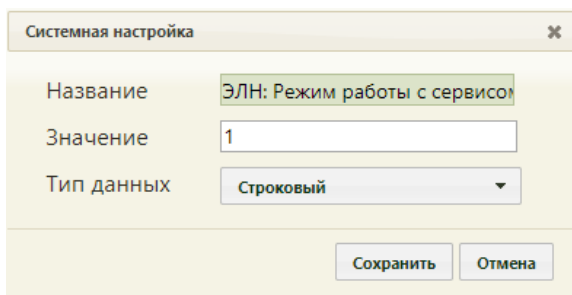 Системная настройка
Название ЭЛН: Режим работы с сервисом
Значение 1
Тип данных Строковый
Сохранить Отмена